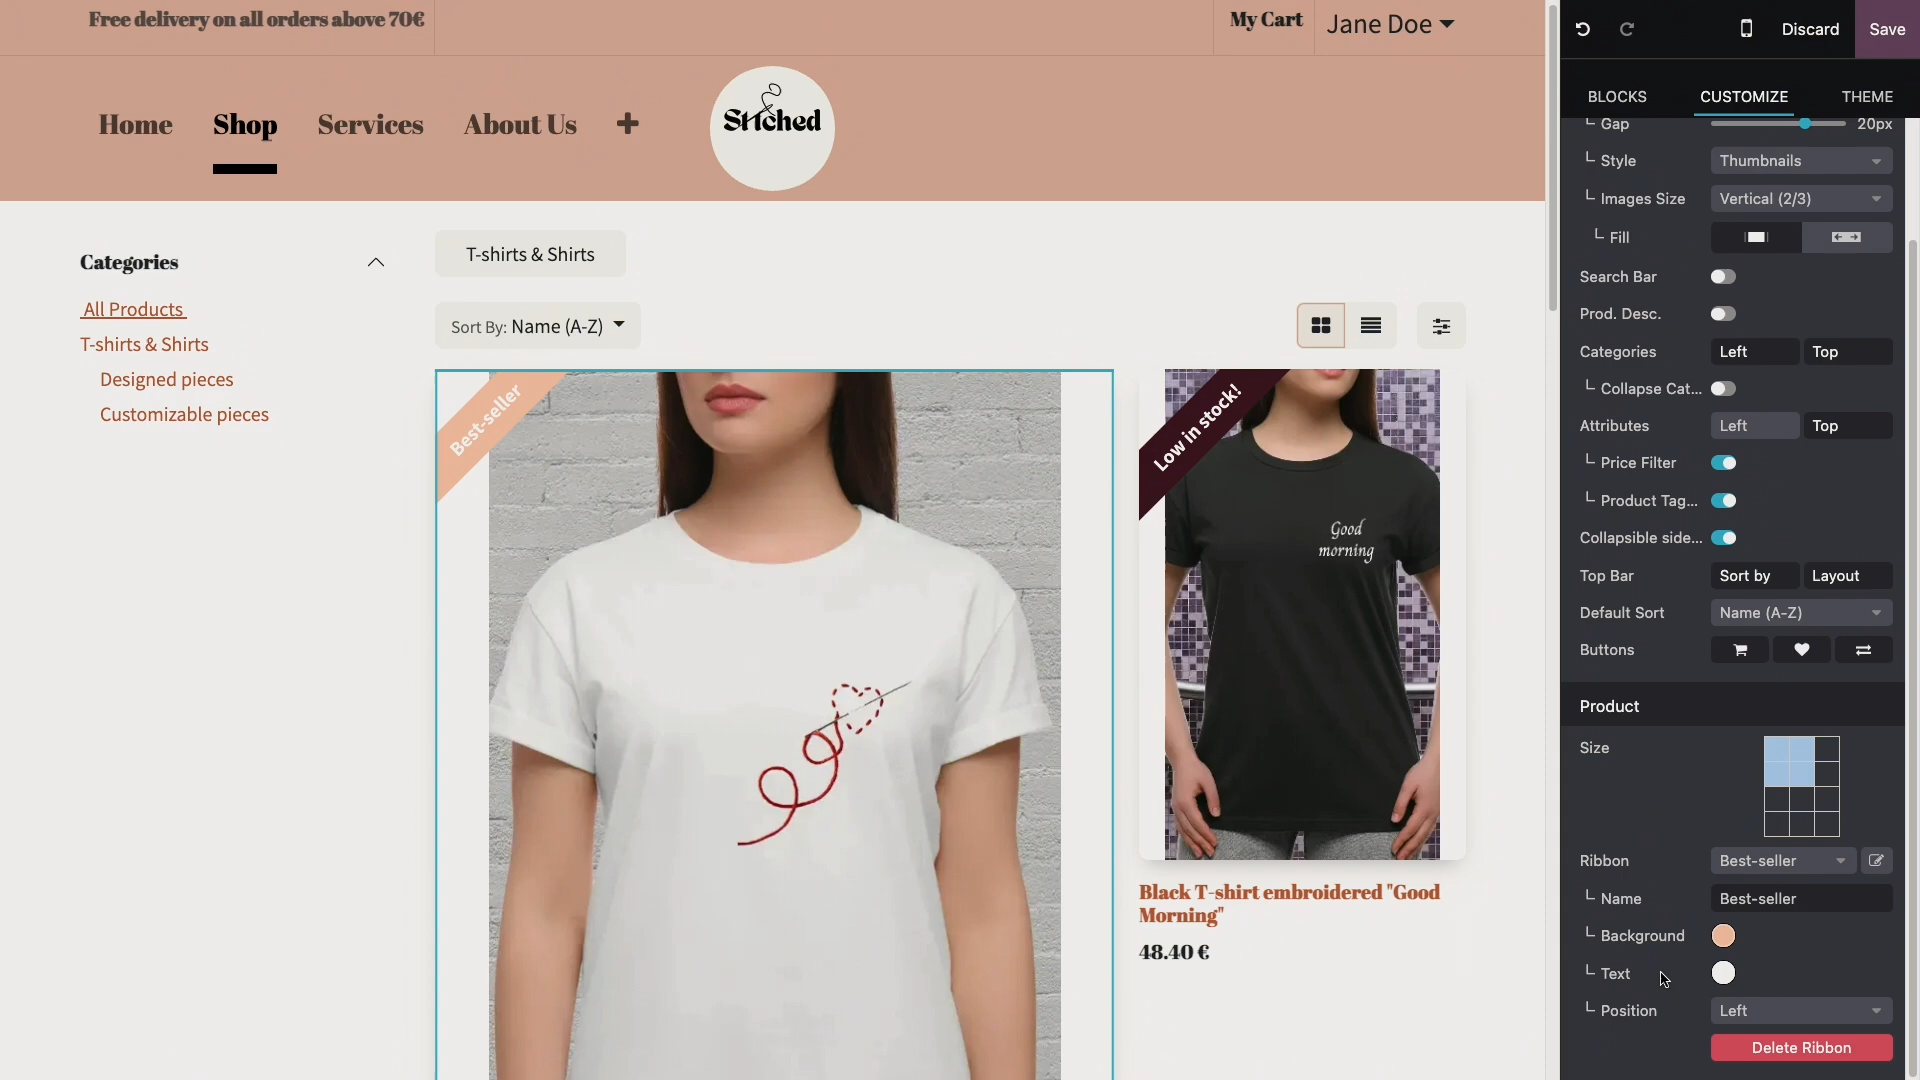 Free delivery on all orders above 70€
My Cart
Jane Doe
Home
Shop
Services
About Us
Stitched
Categories
All Products
T-shirts & Shirts
Designed pieces
Customizable pieces
T-shirts & Shirts
Sort By: Name (A-Z)
Best-seller
Low in stock!
Good
morning
Black T-shirt embroidered "Good
Morning"
48.40 €
Discard
Save
BLOCKS
CUSTOMIZE
THEME
Gap
20px
Style
Thumbnails
Images Size
Vertical (2/3)
Fill
Search Bar
Prod. Desc.
Categories
Left
Top
Collapse Cat...
Attributes
Left
Top
Price Filter
Product Tag...
Collapsible side...
Top Bar
Sort by
Layout
Default Sort
Name (A-Z)
Buttons
Product
Size
Ribbon
Best-seller
Name
Best-seller
Background
Text
Position
Left
Delete Ribbon